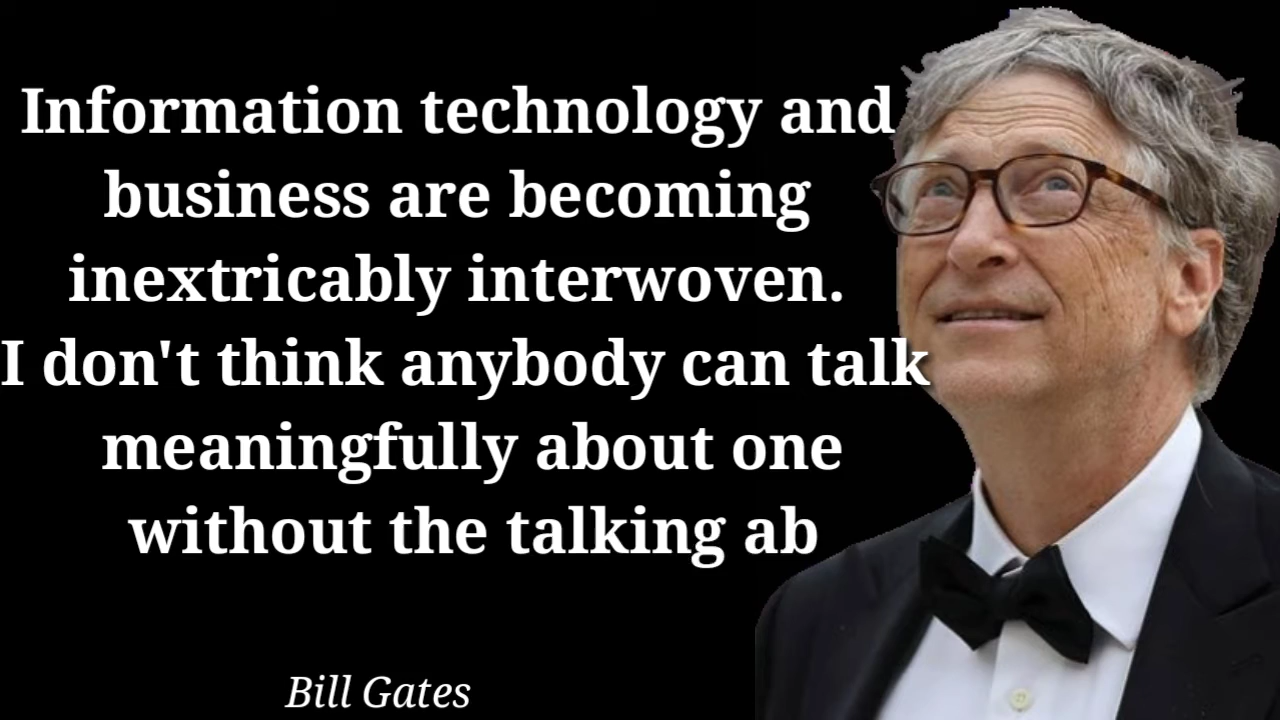 Information technology and
business are becoming
inextricably interwoven.
I don't think anybody can talk
meaningfully about one
without the talking ab
Bill Gates